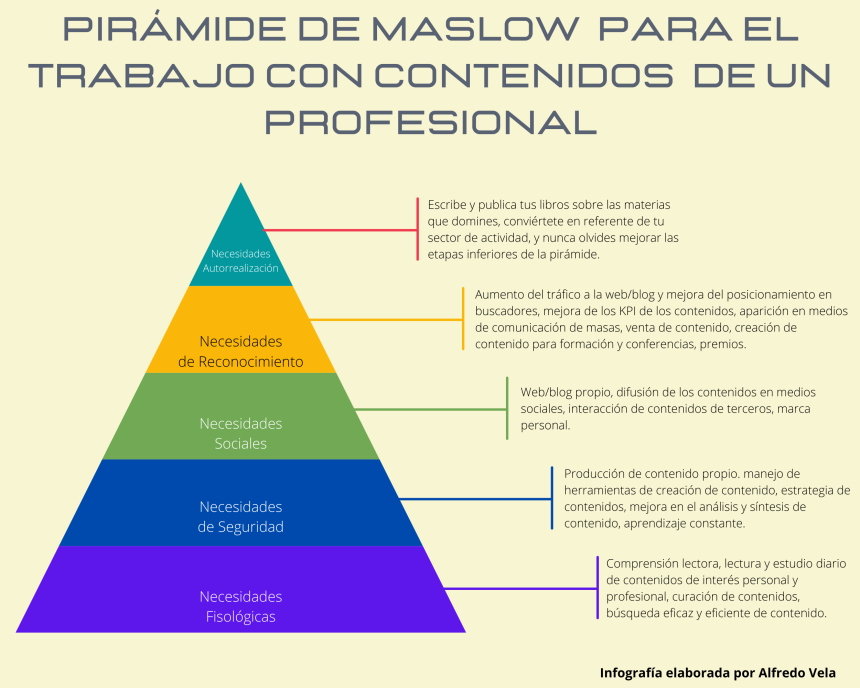 PIRÁMIDE DE MASLOW PARA EL
TRABAJO CON CONTENIDOS DE UN
PROFESIONAL
Necesidades
Autorrealización
Escribe y publica tus libros sobre las materias
que domines, conviértete en referente de tu
sector de actividad, y nunca olvides mejorar las
etapas inferiores de la pirámide.
Necesidades
de Reconocimiento
Aumento del tráfico a la web/blog y mejora del posicionamiento en
buscadores, mejora de los KPI de los contenidos, aparición en medios
de comunicación de masas, venta de contenido, creación de
contenido para formación y conferencias, premios.
Necesidades
Sociales
Web/blog propio, difusión de los contenidos en medios
sociales, interacción de contenidos de terceros, marca
personal.
Necesidades
de Seguridad
Producción de contenido propio. manejo de
herramientas de creación de contenido, estrategia de
contenidos, mejora en el análisis y síntesis de
contenido, aprendizaje constante.
Necesidades
Fisológicas
Comprensión lectora, lectura y estudio diario
de contenidos de interés personal y
profesional, curación de contenidos,
búsqueda eficaz y eficiente de contenido.
Infografía elaborada por Alfredo Vela